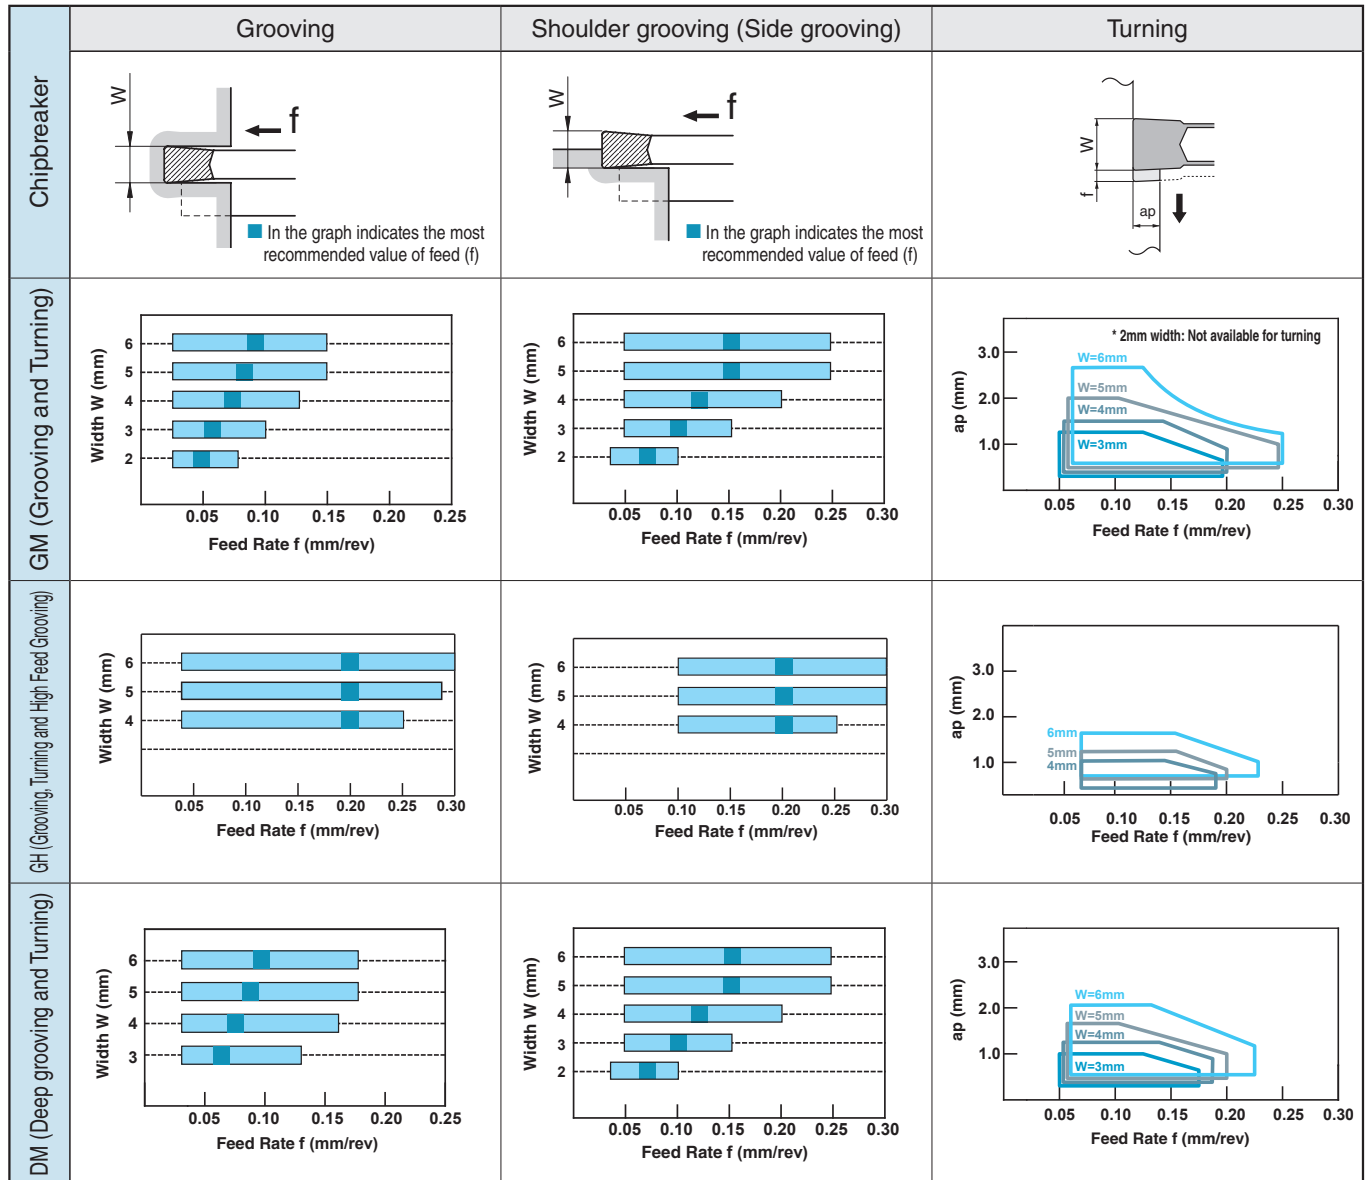 Chipbreaker
Grooving
Shoulder grooving (Side grooving)
Turning
W
f
In the graph indicates the most
recommended value of feed (f)
W
f
In the graph indicates the most
recommended value of feed (f)
W
f
ap
GM (Grooving and Turning)
Width W (mm)
6
5
4
3
2
0.05 0.10 0.15 0.20 0.25
Feed Rate f (mm/rev)
Width W (mm)
6
5
4
3
2
0.05 0.10 0.15 0.20 0.25 0.30
Feed Rate f (mm/rev)
* 2mm width: Not available for turning
ap (mm)
3.0
2.0
1.0
W=6mm
W=5mm
W=4mm
W=3mm
0.05 0.10 0.15 0.20 0.25 0.30
Feed Rate f (mm/rev)
GH (Grooving, Turning and High Feed Grooving)
Width W (mm)
6
5
4
0.05 0.10 0.15 0.20 0.25 0.30
Feed Rate f (mm/rev)
Width W (mm)
6
5
4
0.05 0.10 0.15 0.20 0.25 0.30
Feed Rate f (mm/rev)
ap (mm)
3.0
2.0
1.0
6mm
5mm
4mm
0.05 0.10 0.15 0.20 0.25 0.30
Feed Rate f (mm/rev)
DM (Deep grooving and Turning)
Width W (mm)
6
5
4
3
0.05 0.10 0.15 0.20 0.25
Feed Rate f (mm/rev)
Width W (mm)
6
5
4
3
2
0.05 0.10 0.15 0.20 0.25 0.30
Feed Rate f (mm/rev)
ap (mm)
3.0
2.0
1.0
W=6mm
W=5mm
W=4mm
W=3mm
0.05 0.10 0.15 0.20 0.25 0.30
Feed Rate f (mm/rev)